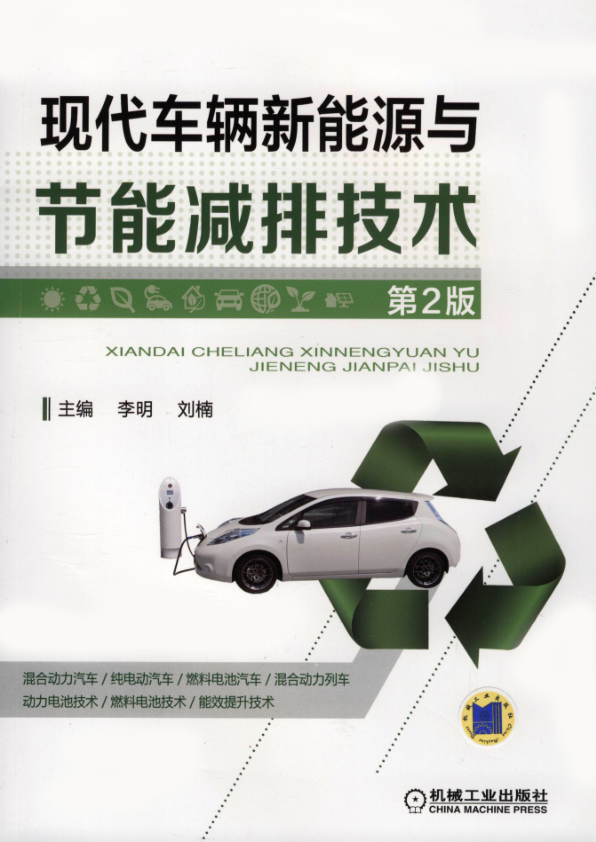 现代车辆新能源与
节能减排技术
第2版
XIANDAI CHELIANG XINNENGYUAN YU
JIENENG JIANPAI JISHU
主编 李明 刘楠
混合动力汽车 / 纯电动汽车 / 燃料电池汽车 / 混合动力列车
动力电池技术 / 燃料电池技术 / 能效提升技术
机械工业出版社
CHINA MACHINE PRESS